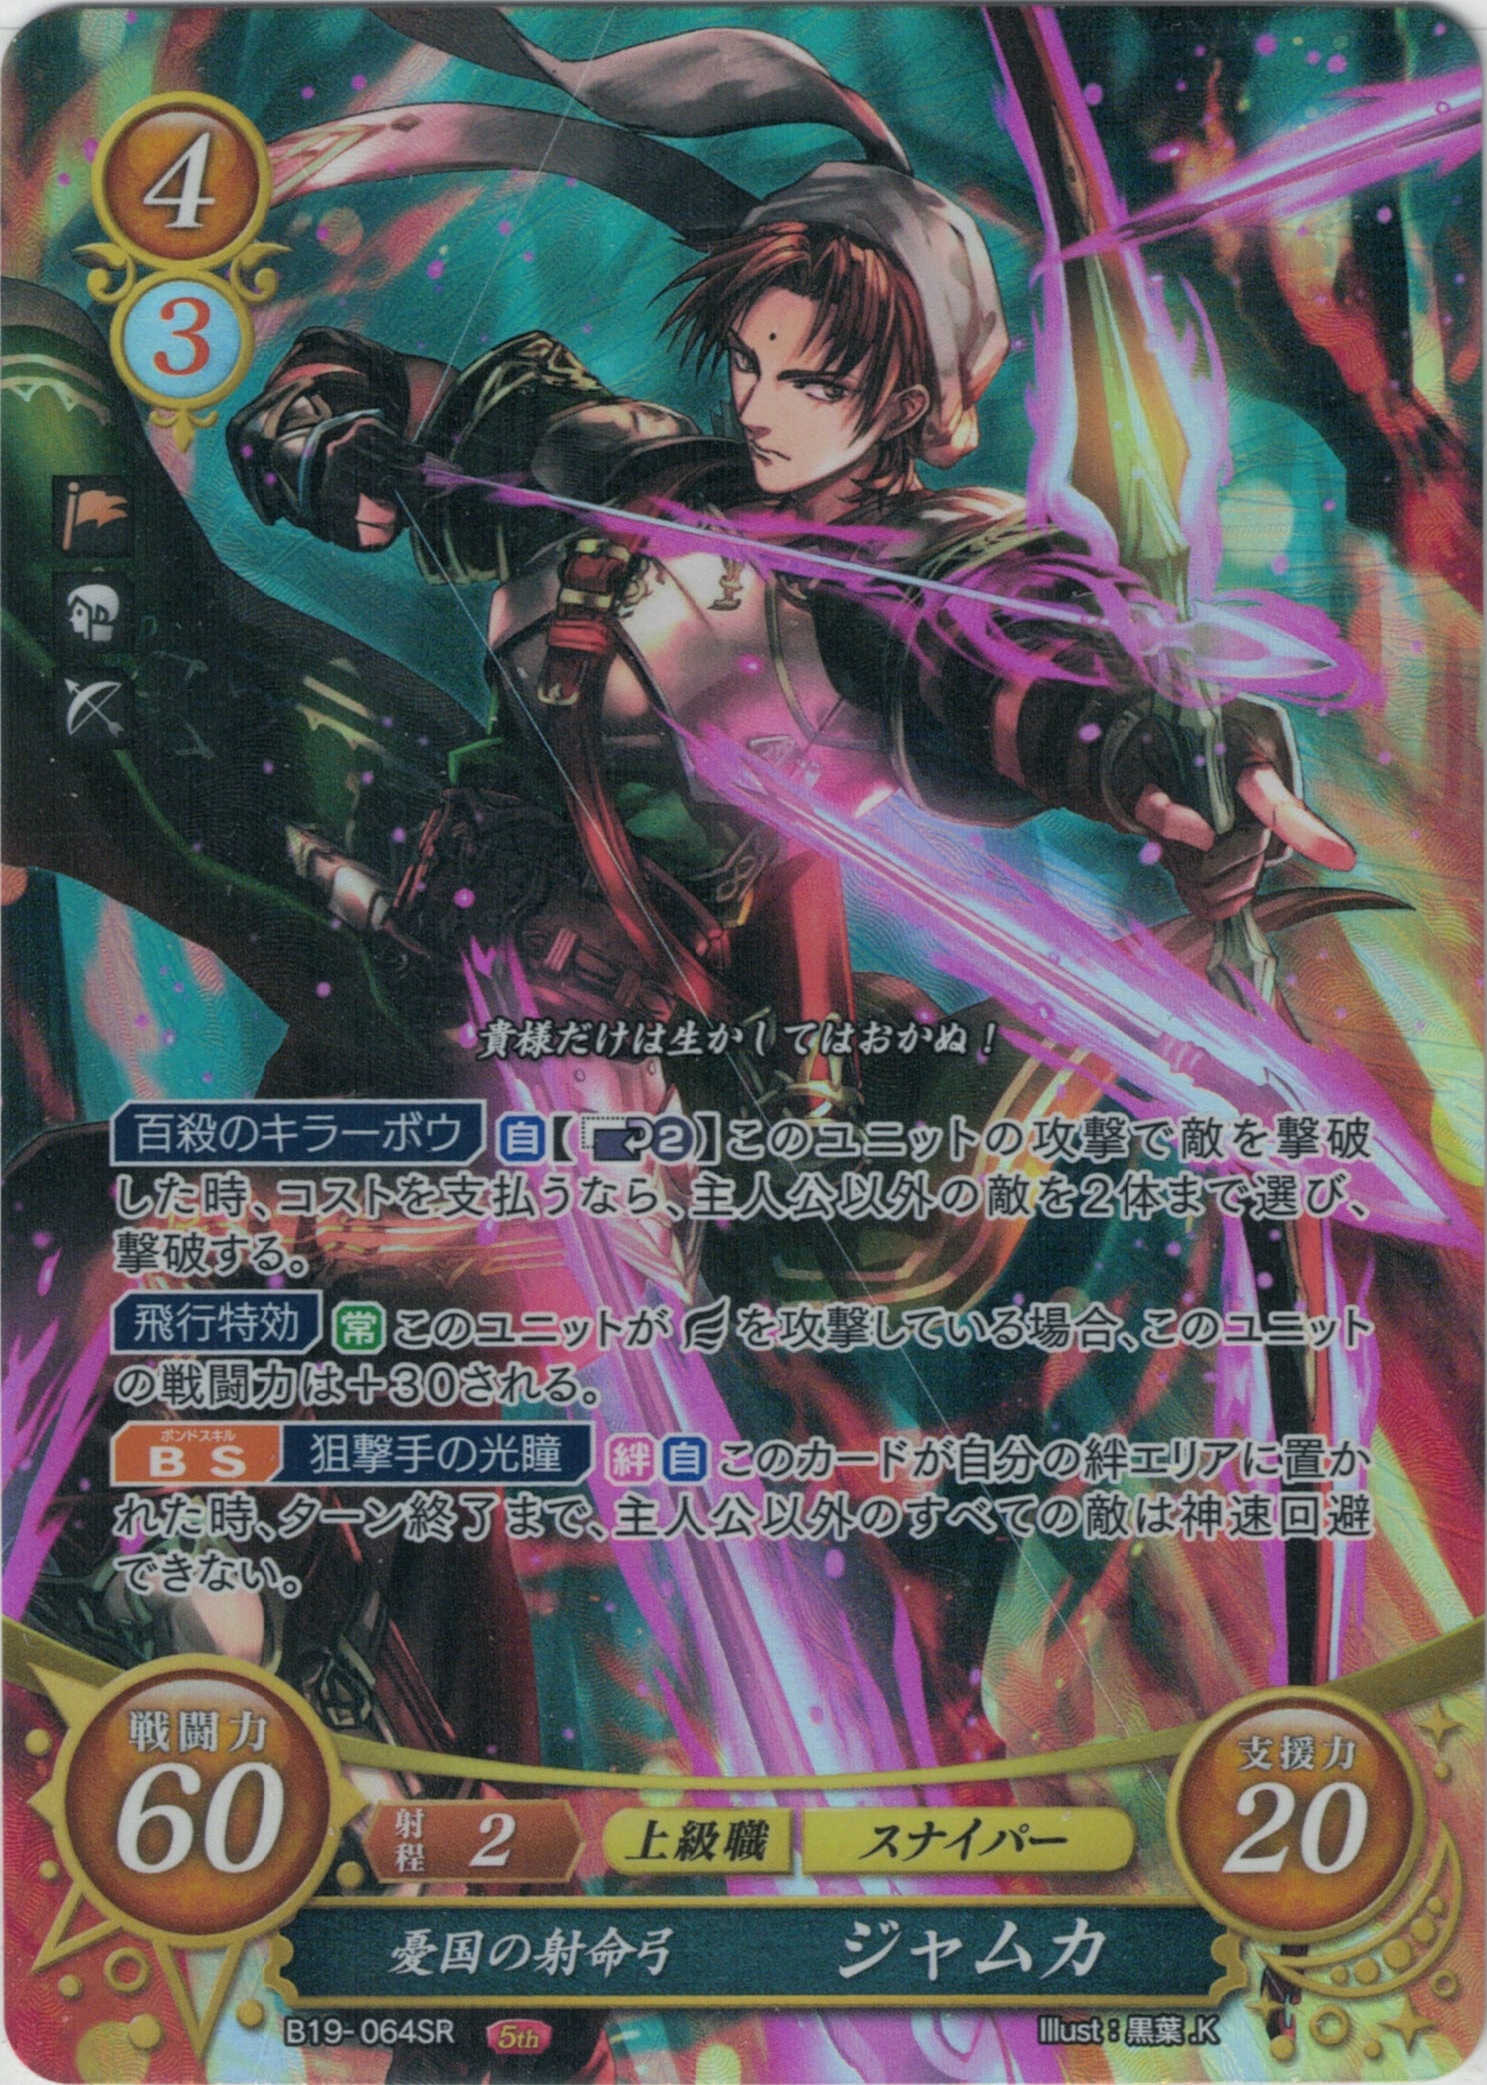 4
3
貴様だけは生かしてはおかぬ！
百殺のキラーボウ 自【 2】このユニットの攻撃で敵を撃破
した時、コストを支払うなら、主人公以外の敵を2体まで選び、
撃破する。
飛行特効 常 このユニットが を攻撃している場合、このユニット
の戦闘力は＋30される。
ボンドスキル
BS 狙撃手の光瞳 絆 自 このカードが自分の絆エリアに置か
れた時、ターン終了まで、主人公以外のすべての敵は神速回避
できない。
戦闘力
60
射程 2
上級職 スナイパー
支援力
20
憂国の射命弓 ジャムカ
B19-064SR 5th Illust：黒葉.K